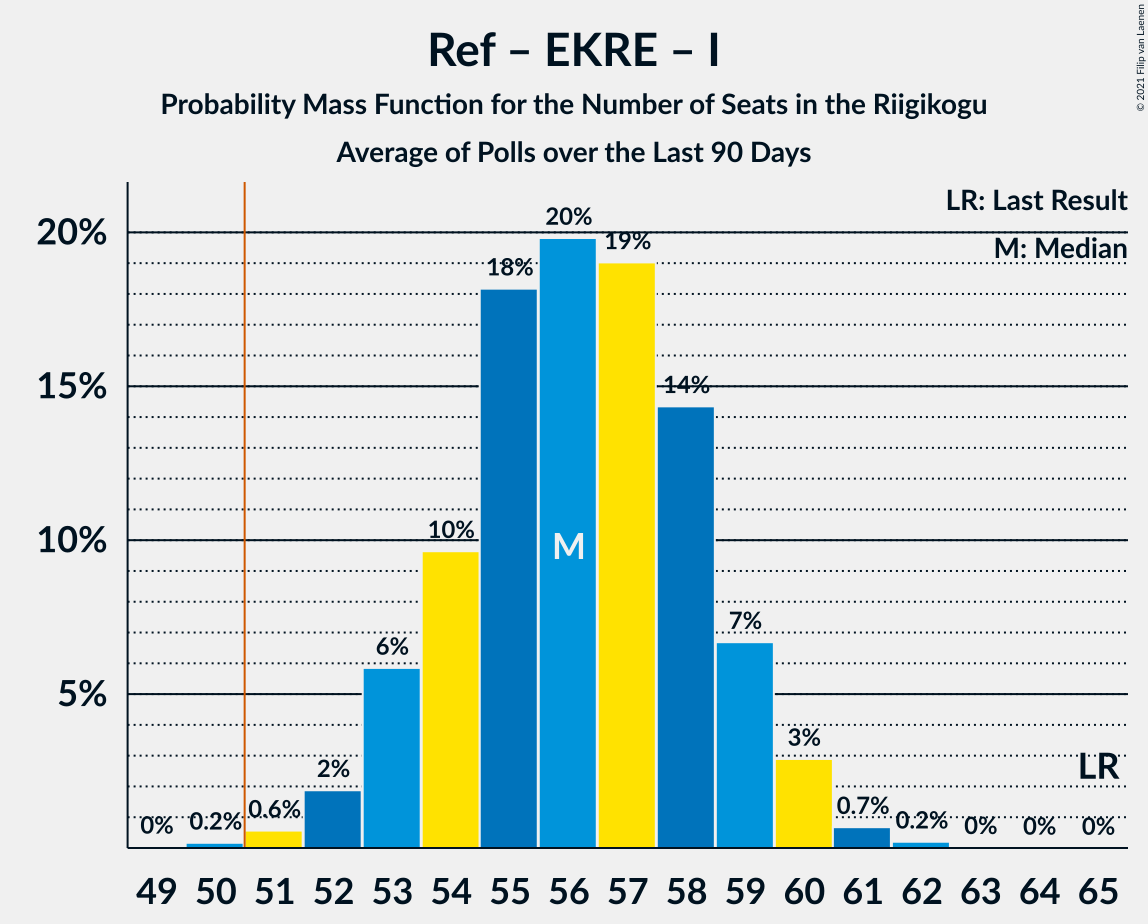 Ref – EKRE – I
Probability Mass Function for the Number of Seats in the Riigikogu
Average of Polls over the Last 90 Days
© 2021 Filip van Laenen
LR: Last Result
M: Median
20%
15%
10%
5%
0%
0.2%
0.6%
2%
6%
10%
18%
20%
19%
14%
7%
3%
0.7%
0.2%
0%
0%
0%
M
LR
49 50 51 52 53 54 55 56 57 58 59 60 61 62 63 64 65